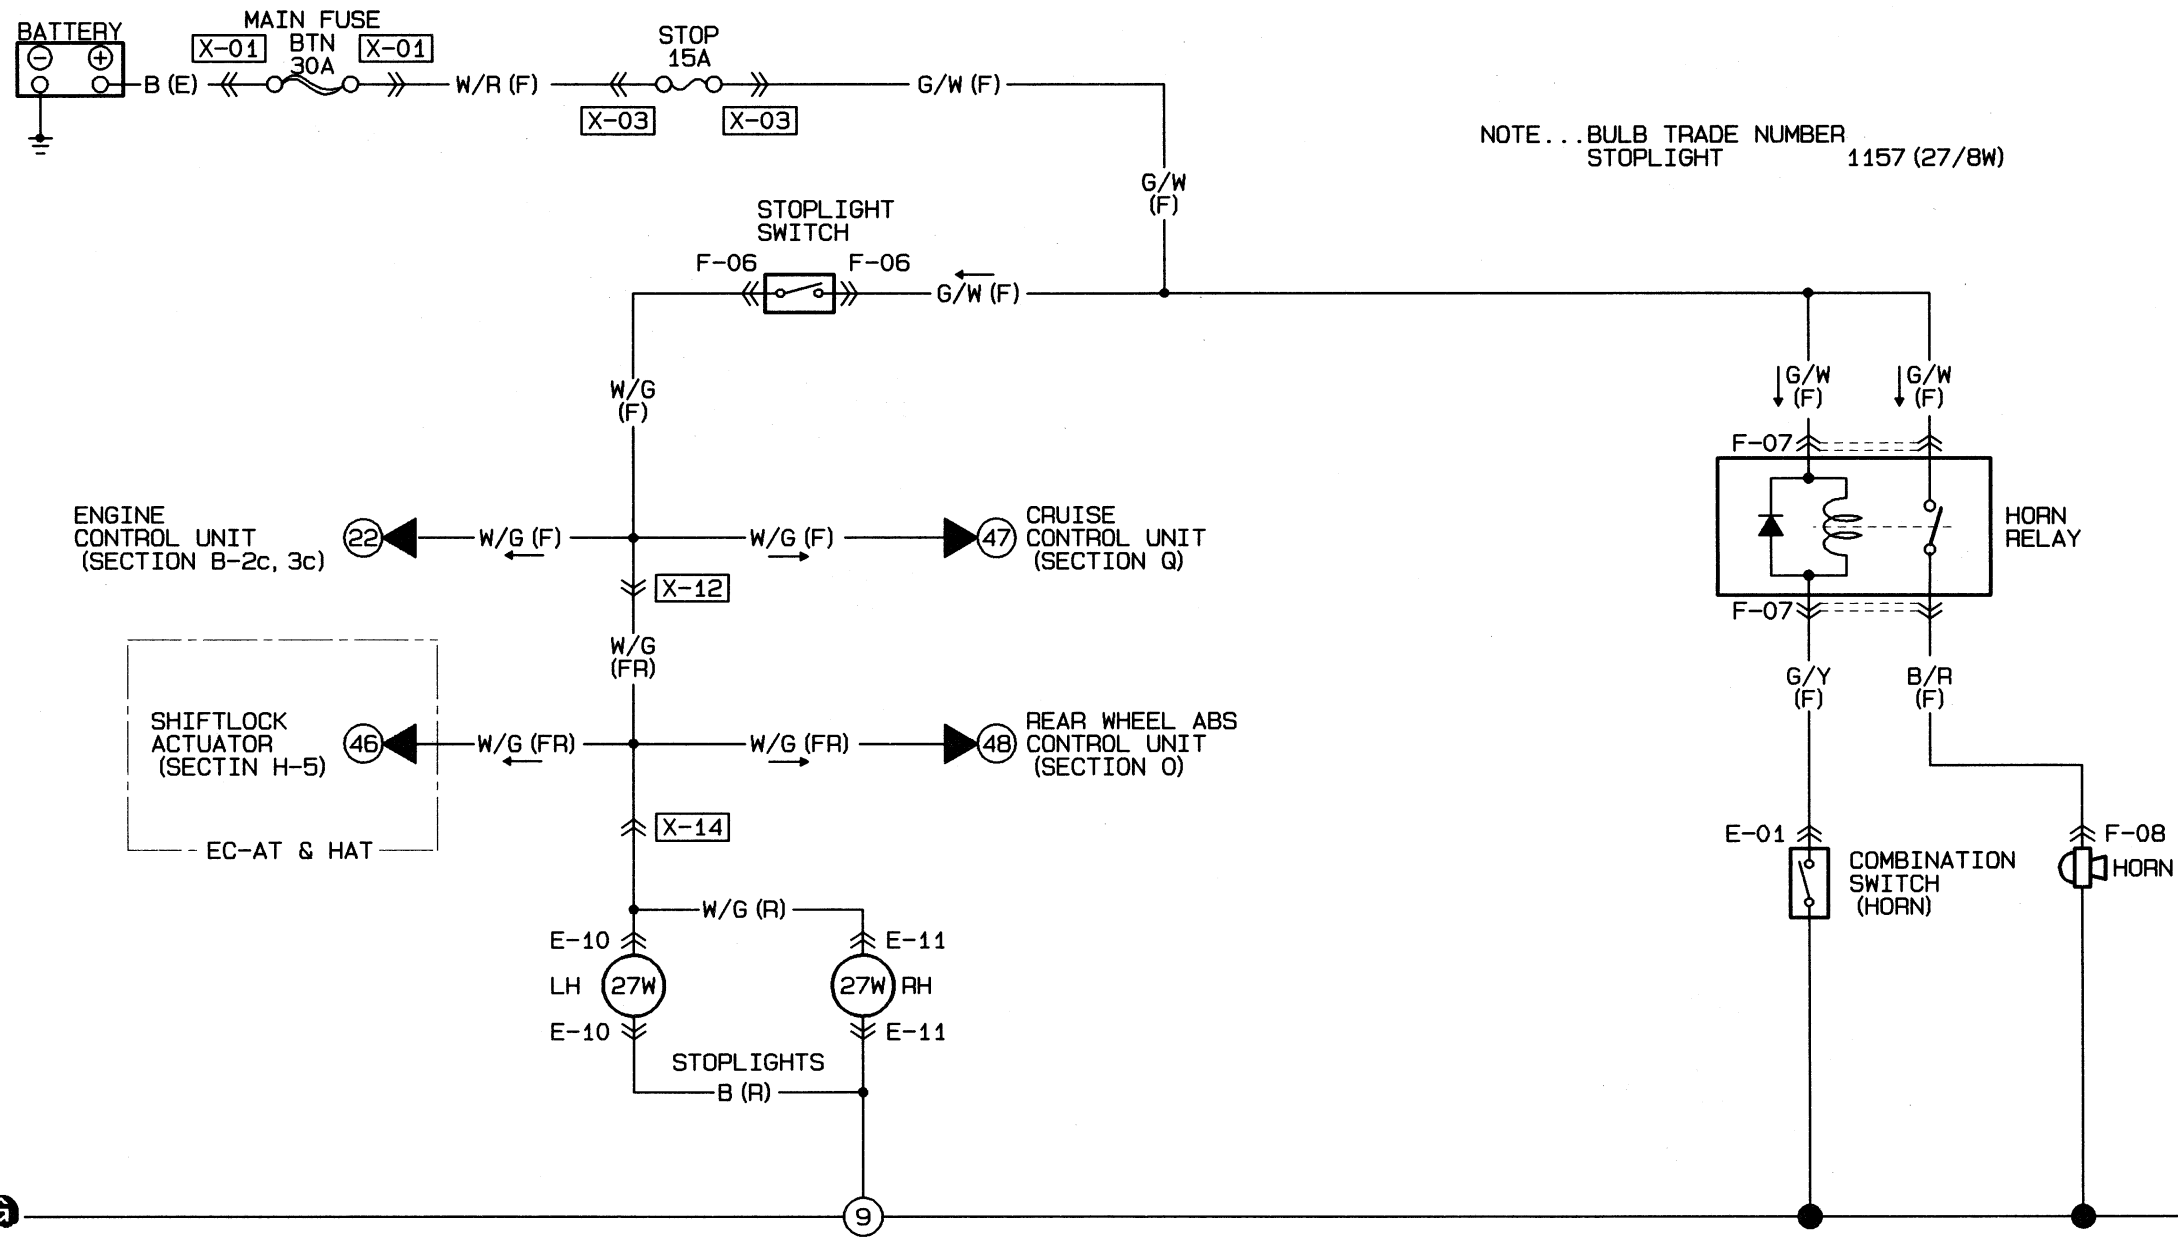 BATTERY
MAIN FUSE
BTN
30A
X-01
X-01
B (E)
W/R (F)
STOP
15A
X-03
X-03
G/W (F)
G/W
(F)
NOTE...BULB TRADE NUMBER
STOPLIGHT 1157 (27/8W)
STOPLIGHT
SWITCH
F-06
F-06
G/W (F)
W/G
(F)
G/W
(F)
G/W
(F)
F-07
HORN
RELAY
F-07
ENGINE
CONTROL UNIT
(SECTION B-2c, 3c)
22
W/G (F)
W/G (F)
47
CRUISE
CONTROL UNIT
(SECTION Q)
X-12
W/G
(FR)
G/Y
(F)
B/R
(F)
SHIFTLOCK
ACTUATOR
(SECTIN H-5)
46
W/G (FR)
W/G (FR)
48
REAR WHEEL ABS
CONTROL UNIT
(SECTION O)
EC-AT & HAT
X-14
E-01
COMBINATION
SWITCH
(HORN)
F-08
HORN
W/G (R)
E-10
E-11
LH
27W
27W
RH
E-10
E-11
STOPLIGHTS
B (R)
G
9